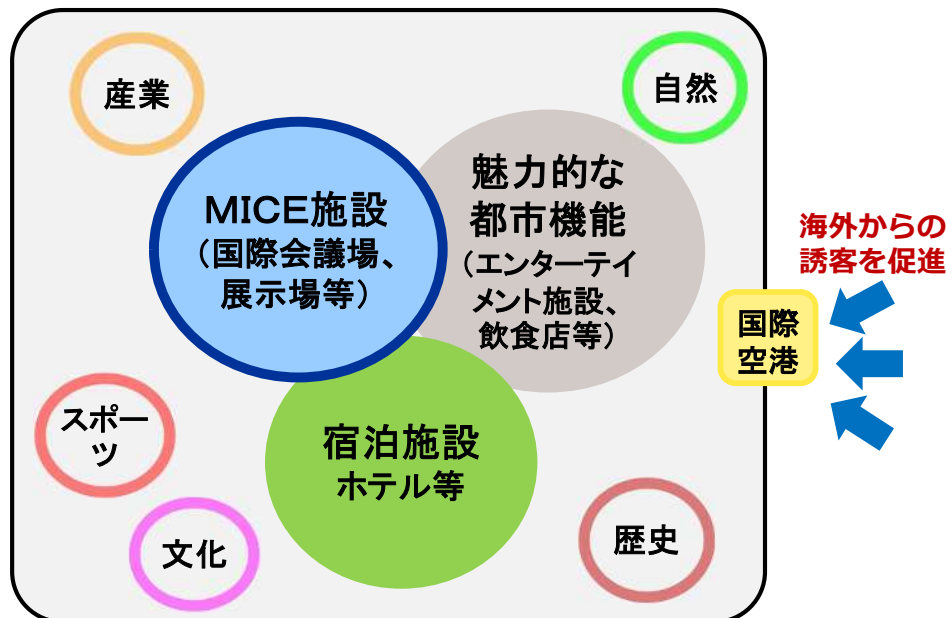 産業
自然
MICE施設
(国際会議場、
展示場等)
魅力的な
都市機能
(エンターテイ
メント施設、
飲食店等)
海外からの
誘客を促進
国際
空港
スポー
ツ
宿泊施設
ホテル等
文化
歴史